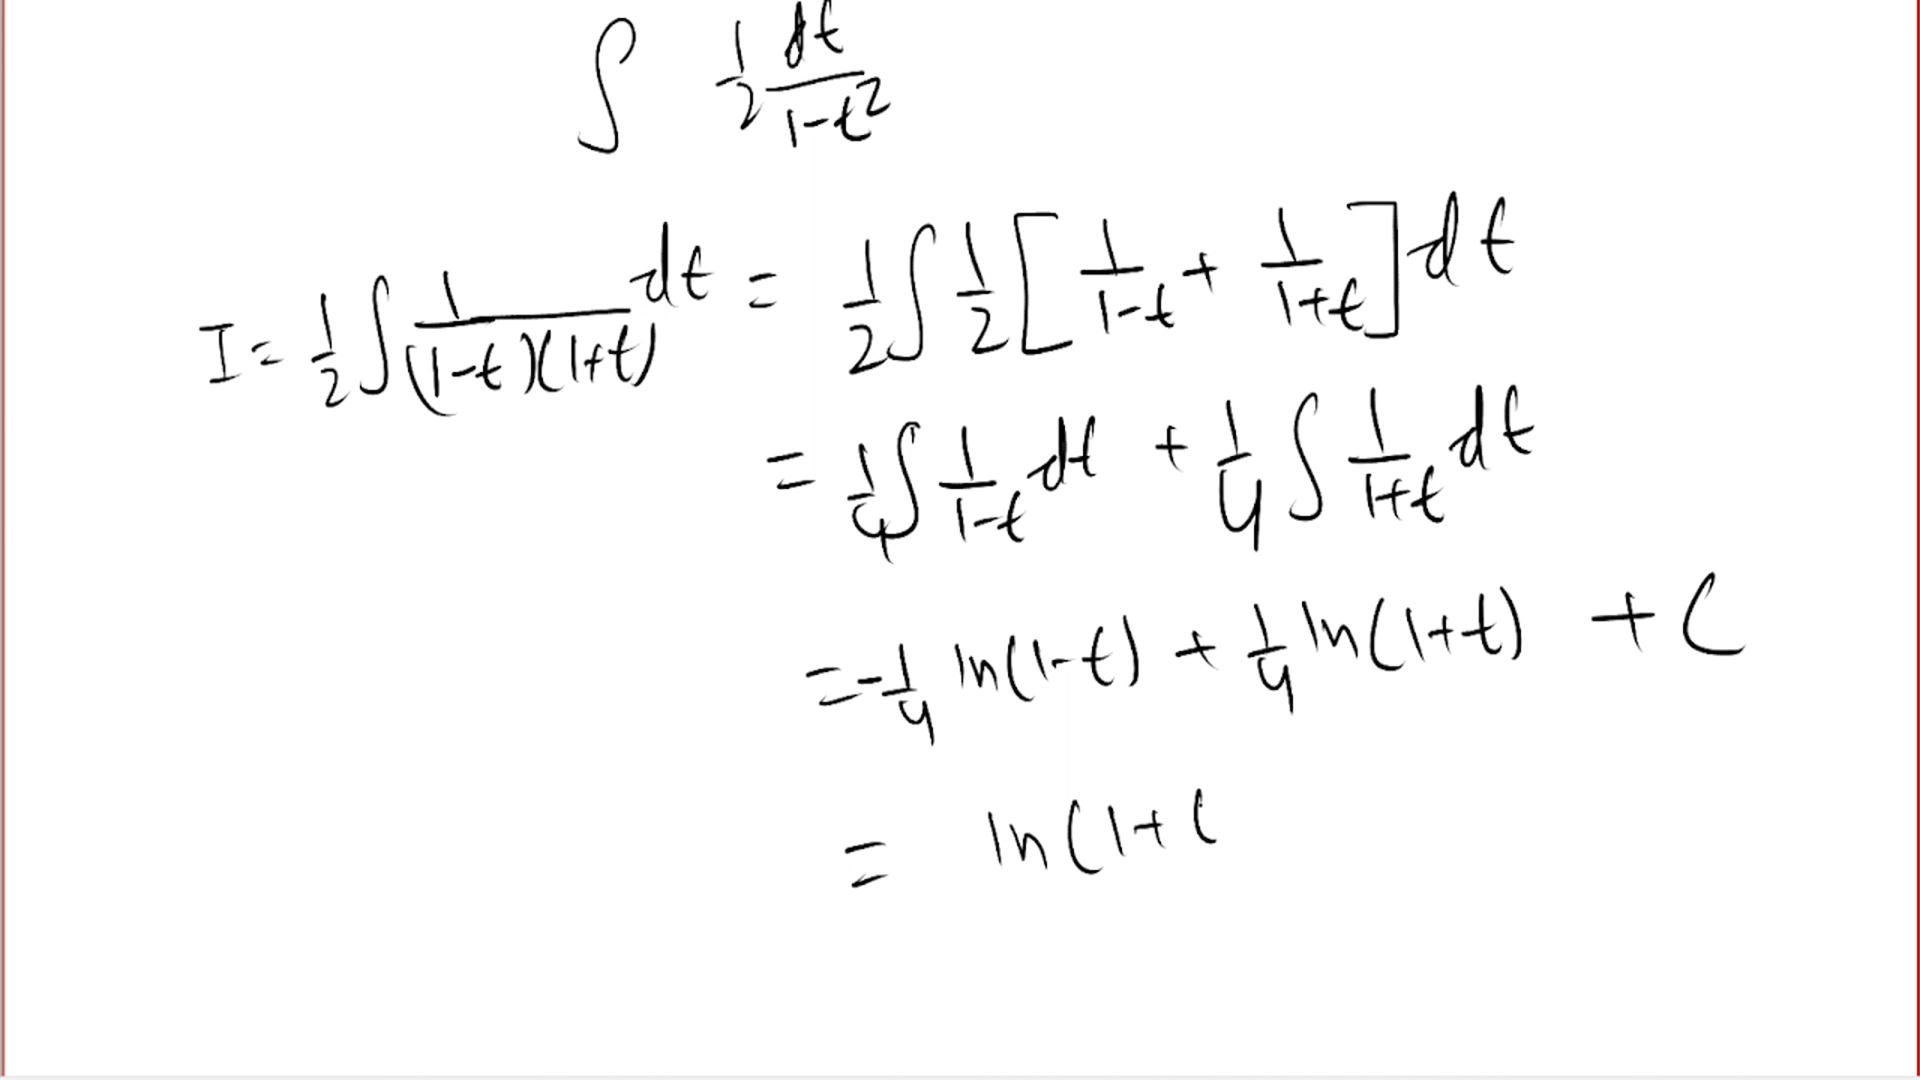 ∫ 1/2 dt/(1-t²)
I = 1/2 ∫ 1/((1-t)(1+t)) dt = 1/2 ∫ 1/2 [1/(1-t) + 1/(1+t)] dt
= 1/4 ∫ 1/(1-t) dt + 1/4 ∫ 1/(1+t) dt
= -1/4 ln(1-t) + 1/4 ln(1+t) + C
= ln(1+(